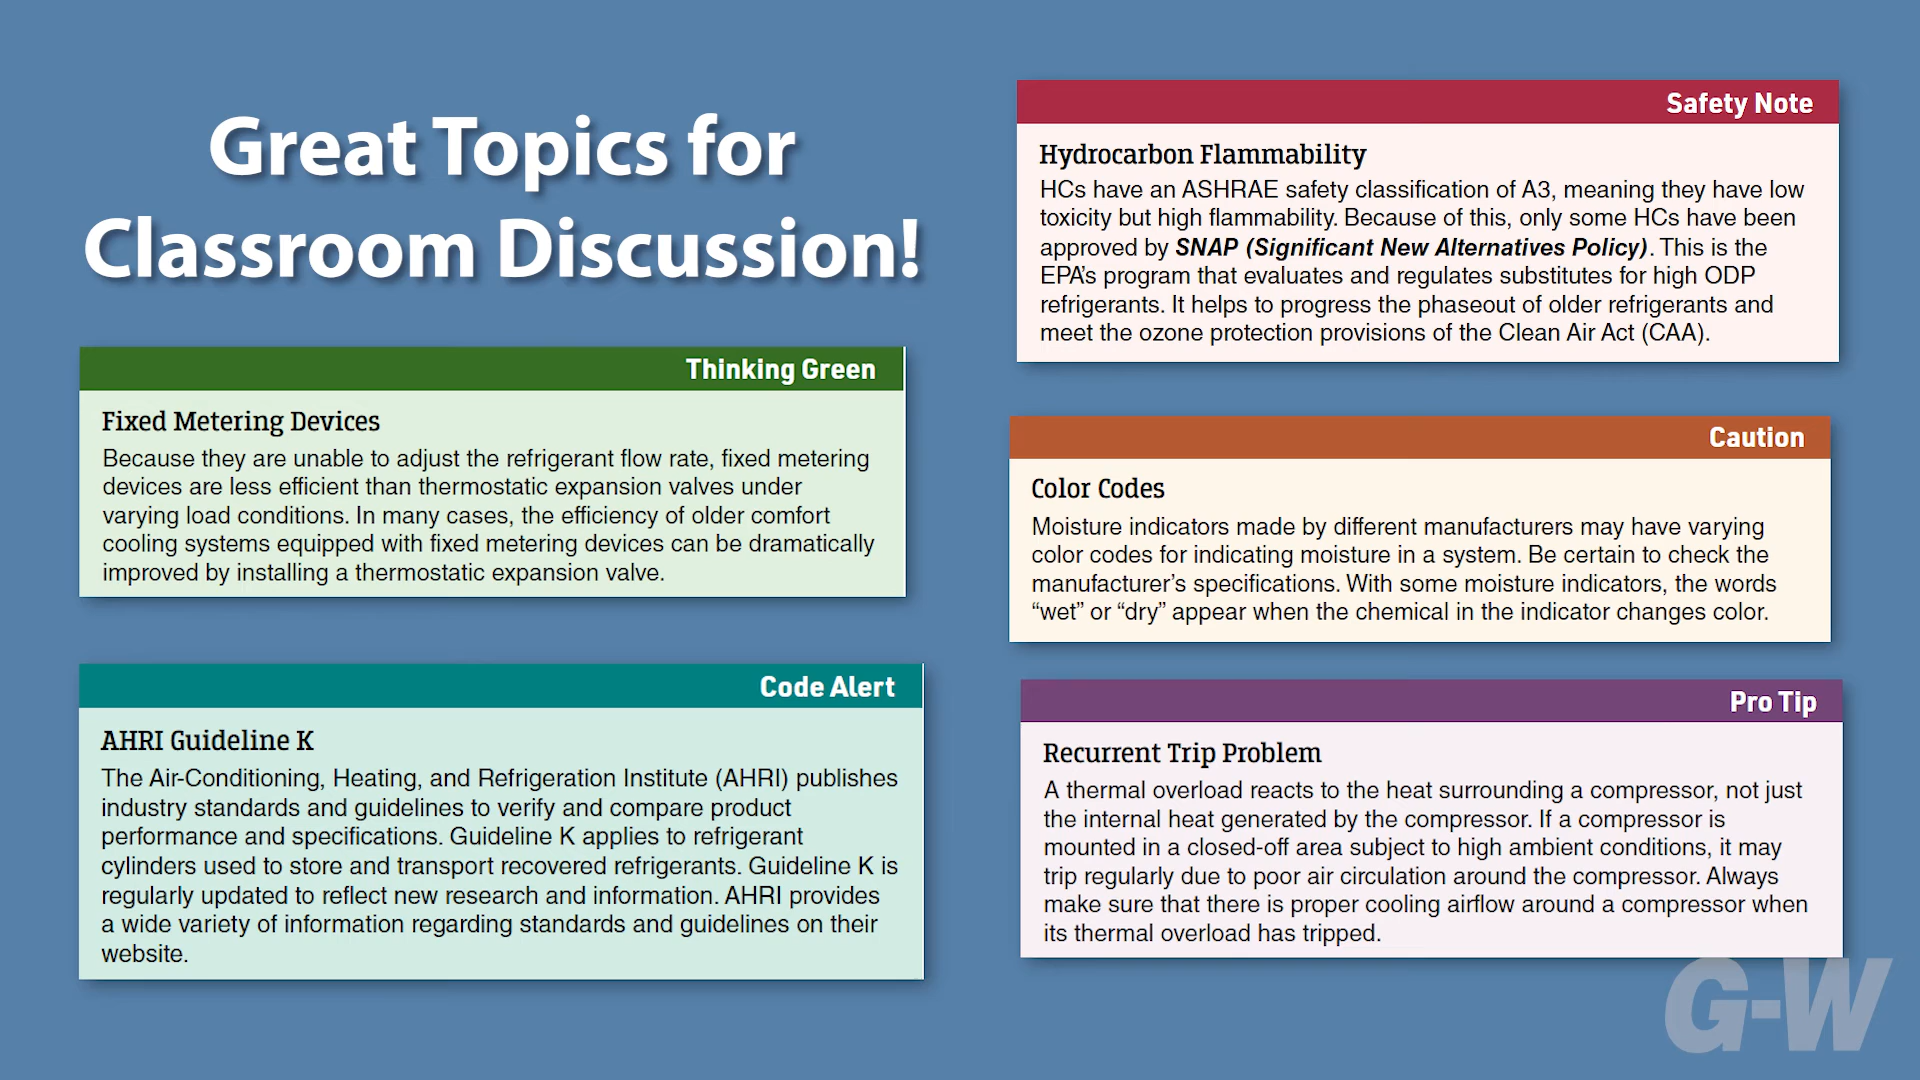 Great Topics for
Classroom Discussion!
Thinking Green
Fixed Metering Devices
Because they are unable to adjust the refrigerant flow rate, fixed metering
devices are less efficient than thermostatic expansion valves under
varying load conditions. In many cases, the efficiency of older comfort
cooling systems equipped with fixed metering devices can be dramatically
improved by installing a thermostatic expansion valve.
Code Alert
AHRI Guideline K
The Air-Conditioning, Heating, and Refrigeration Institute (AHRI) publishes
industry standards and guidelines to verify and compare product
performance and specifications. Guideline K applies to refrigerant
cylinders used to store and transport recovered refrigerants. Guideline K is
regularly updated to reflect new research and information. AHRI provides
a wide variety of information regarding standards and guidelines on their
website.
Safety Note
Hydrocarbon Flammability
HCs have an ASHRAE safety classification of A3, meaning they have low
toxicity but high flammability. Because of this, only some HCs have been
approved by SNAP (Significant New Alternatives Policy). This is the
EPA’s program that evaluates and regulates substitutes for high ODP
refrigerants. It helps to progress the phaseout of older refrigerants and
meet the ozone protection provisions of the Clean Air Act (CAA).
Caution
Color Codes
Moisture indicators made by different manufacturers may have varying
color codes for indicating moisture in a system. Be certain to check the
manufacturer’s specifications. With some moisture indicators, the words
“wet” or “dry” appear when the chemical in the indicator changes color.
Pro Tip
Recurrent Trip Problem
A thermal overload reacts to the heat surrounding a compressor, not just
the internal heat generated by the compressor. If a compressor is
mounted in a closed-off area subject to high ambient conditions, it may
trip regularly due to poor air circulation around the compressor. Always
make sure that there is proper cooling airflow around a compressor when
its thermal overload has tripped.
G-W